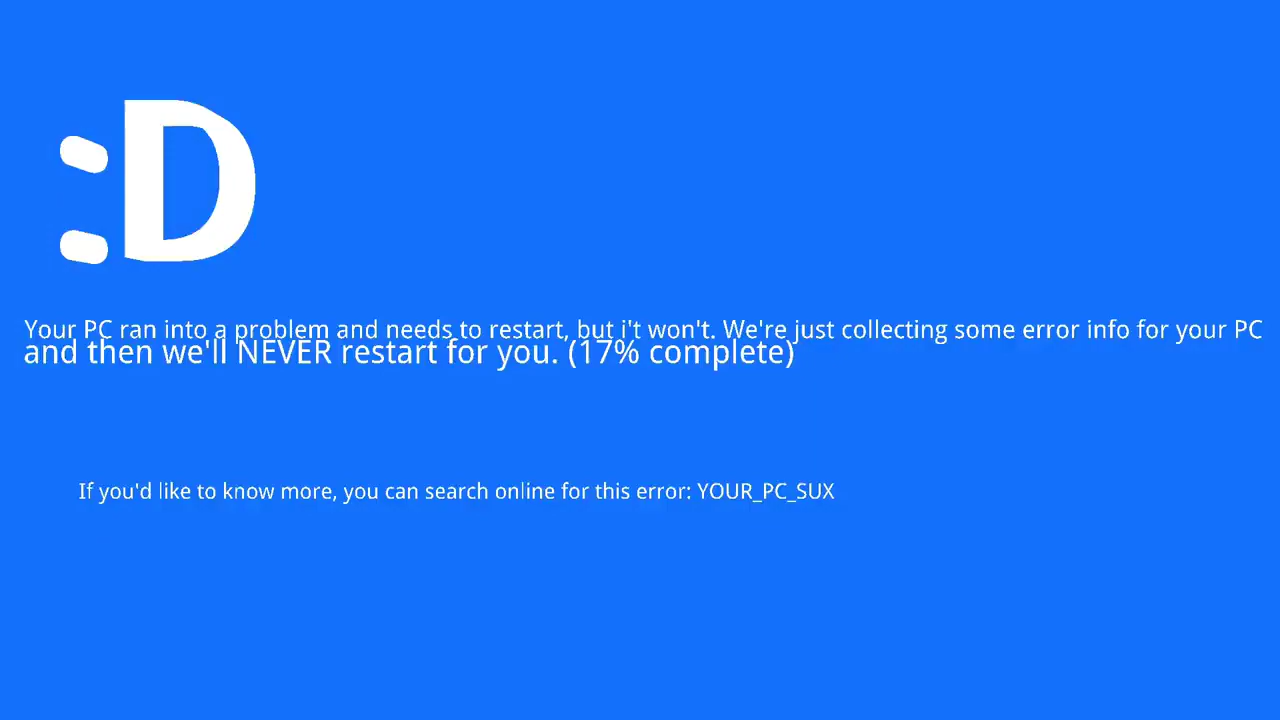 :D
Your PC ran into a problem and needs to restart, but i't won't. We're just collecting some error info for your PC
and then we'll NEVER restart for you. (17% complete)
If you'd like to know more, you can search online for this error: YOUR_PC_SUX